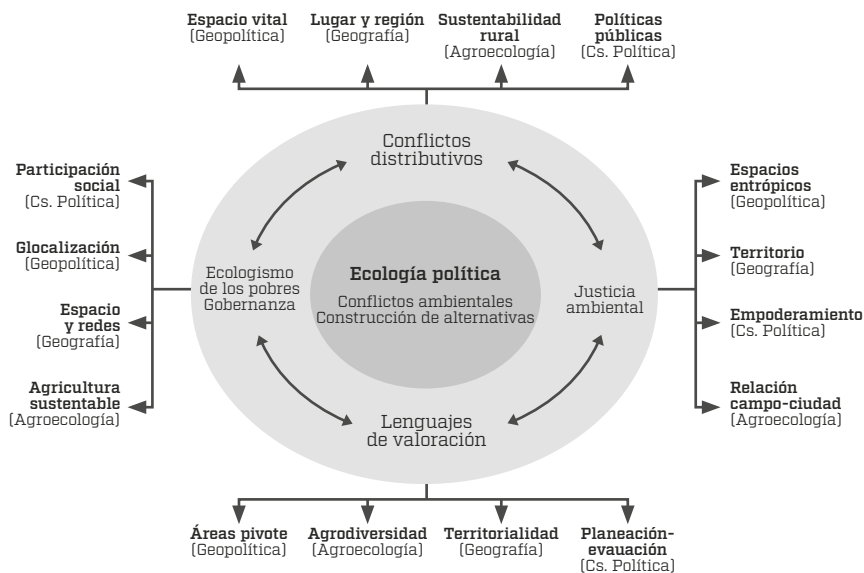 Espacio vital
(Geopolítica)
Lugar y región
(Geografía)
Sustentabilidad
rural
(Agroecología)
Políticas
públicas
(Cs. Política)
Participación
social
(Cs. Política)
Glocalización
(Geopolítica)
Espacio
y redes
(Geografía)
Agricultura
sustentable
(Agroecología)
Conflictos
distributivos
Ecologismo
de los pobres
Gobernanza
Ecología política
Conflictos ambientales
Construcción de alternativas
Justicia
ambiental
Lenguajes
de valoración
Espacios
entrópicos
(Geopolítica)
Territorio
(Geografía)
Empoderamiento
(Cs. Política)
Relación
campo-ciudad
(Agroecología)
Áreas pivote
(Geopolítica)
Agrodiversidad
(Agroecología)
Territorialidad
(Geografía)
Planeación-
evauación
(Cs. Política)